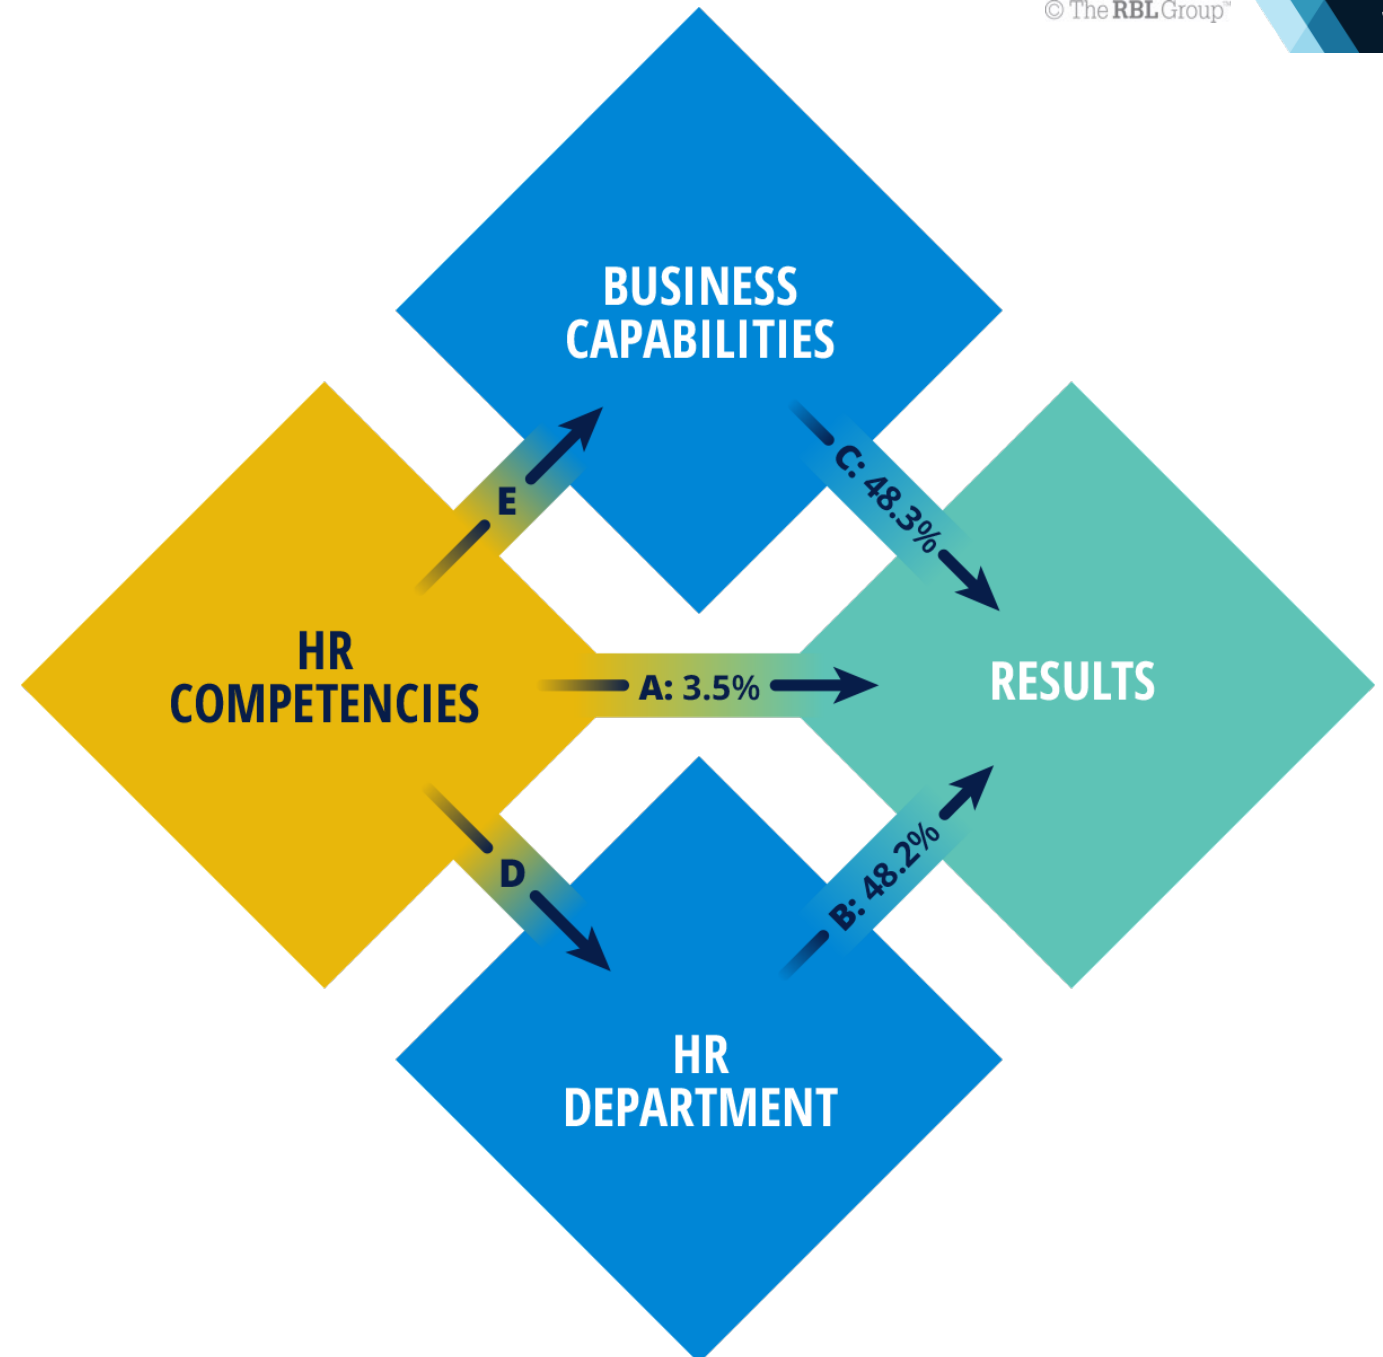 © The RBL Group™
BUSINESS
CAPABILITIES
E
C: 48.3%
HR
COMPETENCIES
A: 3.5%
RESULTS
D
B: 48.2%
HR
DEPARTMENT